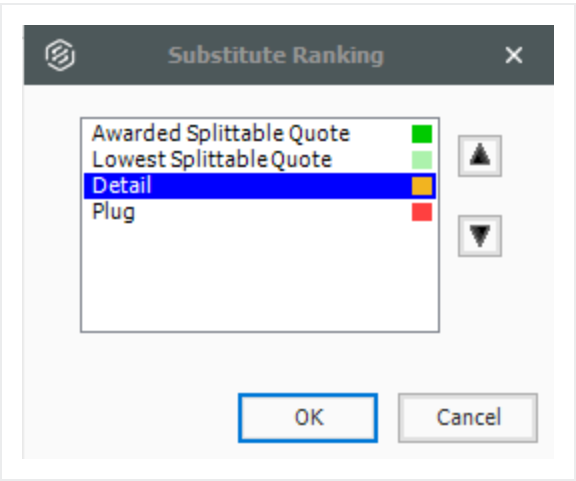 Substitute Ranking
Awarded Splittable Quote
Lowest Splittable Quote
Detail
Plug
OK
Cancel